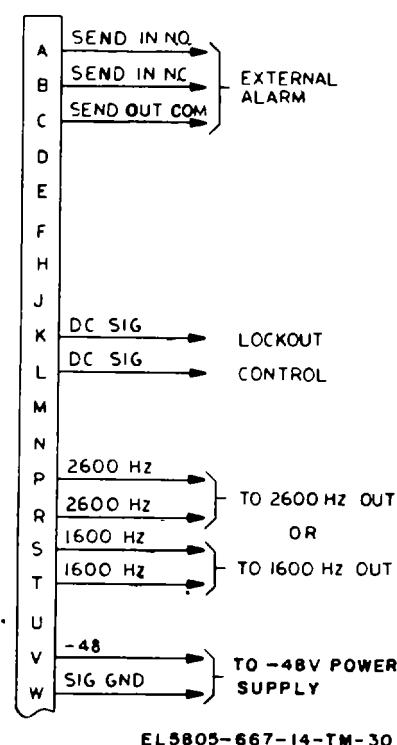 A SEND IN N.O.
B SEND IN N.C
EXTERNAL
ALARM
C SEND OUT COM
D
E
F
H
J
K DC SIG LOCKOUT
L DC SIG CONTROL
M
N
P 2600 HZ
TO 2600 HZ OUT
R 2600 HZ
OR
S 1600 HZ
TO 1600 HZ OUT
T 1600 HZ
U
V -48
TO -48V POWER
SUPPLY
W SIG GND
EL5805-667-14-TM-30